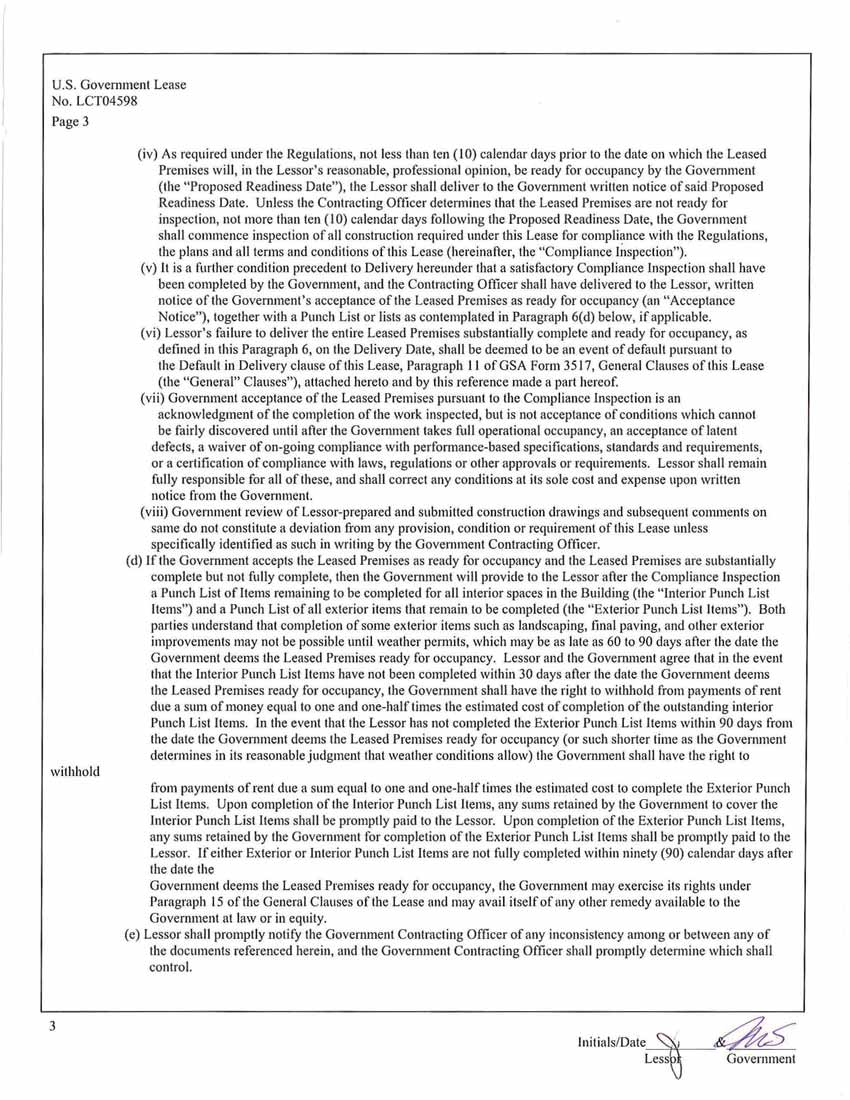 U.S. Government Lease
No. LCT04598
Page 3
(iv) As required under the Regulations, not less than ten (10) calendar days prior to the date on which the Leased
Premises will, in the Lessor's reasonable, professional opinion, be ready for occupancy by the Government
(the "Proposed Readiness Date"), the Lessor shall deliver to the Government written notice of said Proposed
Readiness Date. Unless the Contracting Officer determines that the Leased Premises are not ready for
inspection, not more than ten (10) calendar days following the Proposed Readiness Date, the Government
shall commence inspection of all construction required under this Lease for compliance with the Regulations,
the plans and all terms and conditions of this Lease (hereinafter, the "Compliance Inspection").
(v) It is a further condition precedent to Delivery hereunder that a satisfactory Compliance Inspection shall have
been completed by the Government, and the Contracting Officer shall have delivered to the Lessor, written
notice of the Government's acceptance of the Leased Premises as ready for occupancy (an "Acceptance
Notice"), together with a Punch List or lists as contemplated in Paragraph 6(d) below, if applicable.
(vi) Lessor's failure to deliver the entire Leased Premises substantially complete and ready for occupancy, as
defined in this Paragraph 6, on the Delivery Date, shall be deemed to be an event of default pursuant to
the Default in Delivery clause of this Lease, Paragraph 11 of GSA Form 3517, General Clauses of this Lease
(the "General" Clauses"), attached hereto and by this reference made a part hereof.
(vii) Government acceptance of the Leased Premises pursuant to the Compliance Inspection is an
acknowledgment of the completion of the work inspected, but is not acceptance of conditions which cannot
be fairly discovered until after the Government takes full operational occupancy, an acceptance of latent
defects, a waiver of on-going compliance with performance-based specifications, standards and requirements,
or a certification of compliance with laws, regulations or other approvals or requirements. Lessor shall remain
fully responsible for all of these, and shall correct any conditions at its sole cost and expense upon written
notice from the Government.
(viii) Government review of Lessor-prepared and submitted construction drawings and subsequent comments on
same do not constitute a deviation from any provision, condition or requirement of this Lease unless
specifically identified as such in writing by the Government Contracting Officer.
(d) If the Government accepts the Leased Premises as ready for occupancy and the Leased Premises are substantially
complete but not fully complete, then the Government will provide to the Lessor after the Compliance Inspection
a Punch List of Items remaining to be completed for all interior spaces in the Building (the "Interior Punch List
Items") and a Punch List of all exterior items that remain to be completed (the "Exterior Punch List Items"). Both
parties understand that completion of some exterior items such as landscaping, final paving, and other exterior
improvements may not be possible until weather permits, which may be as late as 60 to 90 days after the date the
Government deems the Leased Premises ready for occupancy. Lessor and the Government agree that in the event
that the Interior Punch List Items have not been completed within 30 days after the date the Government deems
the Leased Premises ready for occupancy, the Government shall have the right to withhold from payments of rent
due a sum of money equal to one and one-half times the estimated cost of completion of the outstanding interior
Punch List Items. In the event that the Lessor has not completed the Exterior Punch List Items within 90 days from
the date the Government deems the Leased Premises ready for occupancy (or such shorter time as the Government
determines in its reasonable judgment that weather conditions allow) the Government shall have the right to
withhold
from payments of rent due a sum equal to one and one-half times the estimated cost to complete the Exterior Punch
List Items. Upon completion of the Interior Punch List Items, any sums retained by the Government to cover the
Interior Punch List Items shall be promptly paid to the Lessor. Upon completion of the Exterior Punch List Items,
any sums retained by the Government for completion of the Exterior Punch List Items shall be promptly paid to the
Lessor. If either Exterior or Interior Punch List Items are not fully completed within ninety (90) calendar days after
the date the
Government deems the Leased Premises ready for occupancy, the Government may exercise its rights under
Paragraph 15 of the General Clauses of the Lease and may avail itself of any other remedy available to the
Government at law or in equity.
(e) Lessor shall promptly notify the Government Contracting Officer of any inconsistency among or between any of
the documents referenced herein, and the Government Contracting Officer shall promptly determine which shall
control.
3
Initials/Date &
Lessor Government